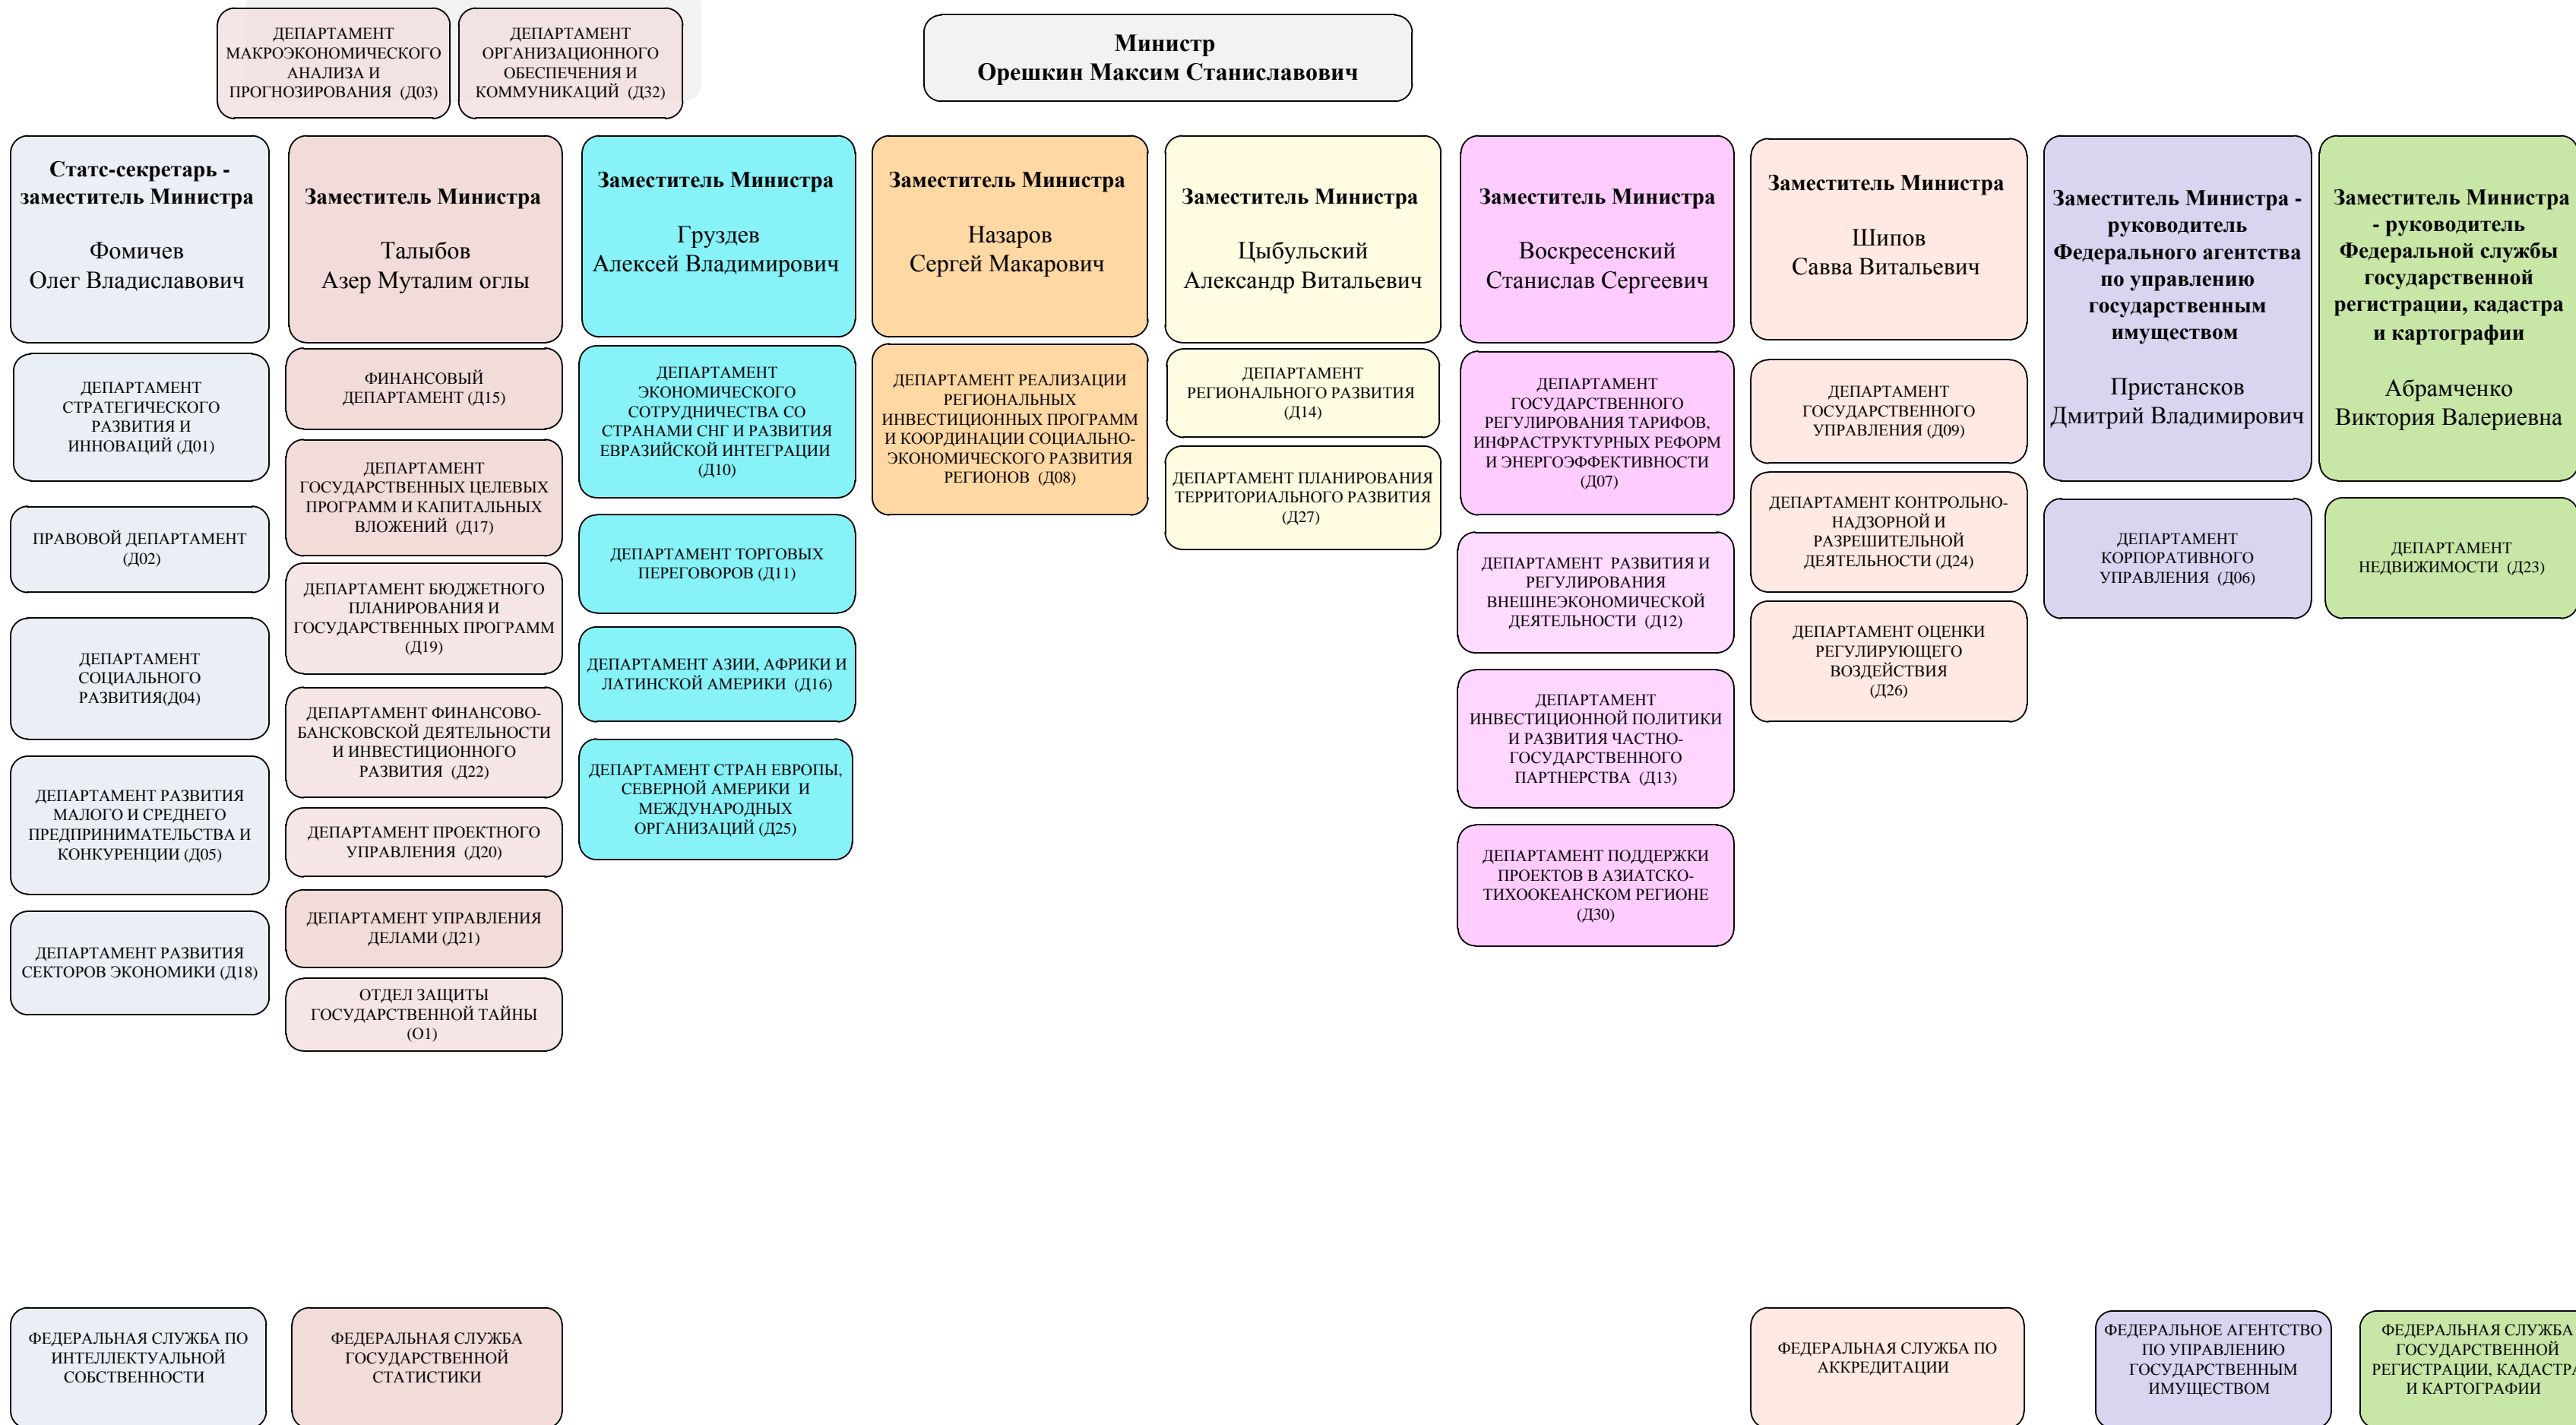 ДЕПАРТАМЕНТ
МАКРОЭКОНОМИЧЕСКОГО
АНАЛИЗА И
ПРОГНОЗИРОВАНИЯ (Д03)
ДЕПАРТАМЕНТ
ОРГАНИЗАЦИОННОГО
ОБЕСПЕЧЕНИЯ И
КОММУНИКАЦИЙ (Д32)
Министр
Орешкин Максим Станиславович
Статс-секретарь -
заместитель Министра
Фомичев
Олег Владиславович
ДЕПАРТАМЕНТ
СТРАТЕГИЧЕСКОГО
РАЗВИТИЯ И
ИННОВАЦИЙ (Д01)
ПРАВОВОЙ ДЕПАРТАМЕНТ
(Д02)
ДЕПАРТАМЕНТ
СОЦИАЛЬНОГО
РАЗВИТИЯ(Д04)
ДЕПАРТАМЕНТ РАЗВИТИЯ
МАЛОГО И СРЕДНЕГО
ПРЕДПРИНИМАТЕЛЬСТВА И
КОНКУРЕНЦИИ (Д05)
ДЕПАРТАМЕНТ РАЗВИТИЯ
СЕКТОРОВ ЭКОНОМИКИ (Д18)
Заместитель Министра
Талыбов
Азер Муталим оглы
ФИНАНСОВЫЙ
ДЕПАРТАМЕНТ (Д15)
ДЕПАРТАМЕНТ
ГОСУДАРСТВЕННЫХ ЦЕЛЕВЫХ
ПРОГРАММ И КАПИТАЛЬНЫХ
ВЛОЖЕНИЙ (Д17)
ДЕПАРТАМЕНТ БЮДЖЕТНОГО
ПЛАНИРОВАНИЯ И
ГОСУДАРСТВЕННЫХ ПРОГРАММ
(Д19)
ДЕПАРТАМЕНТ ФИНАНСОВО-
БАНСКОВСКОЙ ДЕЯТЕЛЬНОСТИ
И ИНВЕСТИЦИОННОГО
РАЗВИТИЯ (Д22)
ДЕПАРТАМЕНТ ПРОЕКТНОГО
УПРАВЛЕНИЯ (Д20)
ДЕПАРТАМЕНТ УПРАВЛЕНИЯ
ДЕЛАМИ (Д21)
ОТДЕЛ ЗАЩИТЫ
ГОСУДАРСТВЕННОЙ ТАЙНЫ
(О1)
Заместитель Министра
Груздев
Алексей Владимирович
ДЕПАРТАМЕНТ
ЭКОНОМИЧЕСКОГО
СОТРУДНИЧЕСТВА СО
СТРАНАМИ СНГ И РАЗВИТИЯ
ЕВРАЗИЙСКОЙ ИНТЕГРАЦИИ
(Д10)
ДЕПАРТАМЕНТ ТОРГОВЫХ
ПЕРЕГОВОРОВ (Д11)
ДЕПАРТАМЕНТ АЗИИ, АФРИКИ И
ЛАТИНСКОЙ АМЕРИКИ (Д16)
ДЕПАРТАМЕНТ СТРАН ЕВРОПЫ,
СЕВЕРНОЙ АМЕРИКИ И
МЕЖДУНАРОДНЫХ
ОРГАНИЗАЦИЙ (Д25)
Заместитель Министра
Назаров
Сергей Макарович
ДЕПАРТАМЕНТ РЕАЛИЗАЦИИ
РЕГИОНАЛЬНЫХ
ИНВЕСТИЦИОННЫХ ПРОГРАММ
И КООРДИНАЦИИ СОЦИАЛЬНО-
ЭКОНОМИЧЕСКОГО РАЗВИТИЯ
РЕГИОНОВ (Д08)
Заместитель Министра
Цыбульский
Александр Витальевич
ДЕПАРТАМЕНТ
РЕГИОНАЛЬНОГО РАЗВИТИЯ
(Д14)
ДЕПАРТАМЕНТ ПЛАНИРОВАНИЯ
ТЕРРИТОРИАЛЬНОГО РАЗВИТИЯ
(Д27)
Заместитель Министра
Воскресенский
Станислав Сергеевич
ДЕПАРТАМЕНТ
ГОСУДАРСТВЕННОГО
РЕГУЛИРОВАНИЯ ТАРИФОВ,
ИНФРАСТРУКТУРНЫХ РЕФОРМ
И ЭНЕРГОЭФФЕКТИВНОСТИ
(Д07)
ДЕПАРТАМЕНТ РАЗВИТИЯ И
РЕГУЛИРОВАНИЯ
ВНЕШНЕЭКОНОМИЧЕСКОЙ
ДЕЯТЕЛЬНОСТИ (Д12)
ДЕПАРТАМЕНТ
ИНВЕСТИЦИОННОЙ ПОЛИТИКИ
И РАЗВИТИЯ ЧАСТНО-
ГОСУДАРСТВЕННОГО
ПАРТНЕРСТВА (Д13)
ДЕПАРТАМЕНТ ПОДДЕРЖКИ
ПРОЕКТОВ В АЗИАТСКО-
ТИХООКЕАНСКОМ РЕГИОНЕ
(Д30)
Заместитель Министра
Шипов
Савва Витальевич
ДЕПАРТАМЕНТ
ГОСУДАРСТВЕННОГО
УПРАВЛЕНИЯ (Д09)
ДЕПАРТАМЕНТ КОНТРОЛЬНО-
НАДЗОРНОЙ И
РАЗРЕШИТЕЛЬНОЙ
ДЕЯТЕЛЬНОСТИ (Д24)
ДЕПАРТАМЕНТ ОЦЕНКИ
РЕГУЛИРУЮЩЕГО
ВОЗДЕЙСТВИЯ
(Д26)
Заместитель Министра -
руководитель
Федерального агентства
по управлению
государственным
имуществом
Пристансков
Дмитрий Владимирович
ДЕПАРТАМЕНТ
КОРПОРАТИВНОГО
УПРАВЛЕНИЯ (Д06)
Заместитель Министра
- руководитель
Федеральной службы
государственной
регистрации, кадастра
и картографии
Абрамченко
Виктория Валериевна
ДЕПАРТАМЕНТ
НЕДВИЖИМОСТИ (Д23)
ФЕДЕРАЛЬНАЯ СЛУЖБА ПО
ИНТЕЛЛЕКТУАЛЬНОЙ
СОБСТВЕННОСТИ
ФЕДЕРАЛЬНАЯ СЛУЖБА
ГОСУДАРСТВЕННОЙ
СТАТИСТИКИ
ФЕДЕРАЛЬНАЯ СЛУЖБА ПО
АККРЕДИТАЦИИ
ФЕДЕРАЛЬНОЕ АГЕНТСТВО
ПО УПРАВЛЕНИЮ
ГОСУДАРСТВЕННЫМ
ИМУЩЕСТВОМ
ФЕДЕРАЛЬНАЯ СЛУЖБА
ГОСУДАРСТВЕННОЙ
РЕГИСТРАЦИИ, КАДАСТРА
И КАРТОГРАФИИ